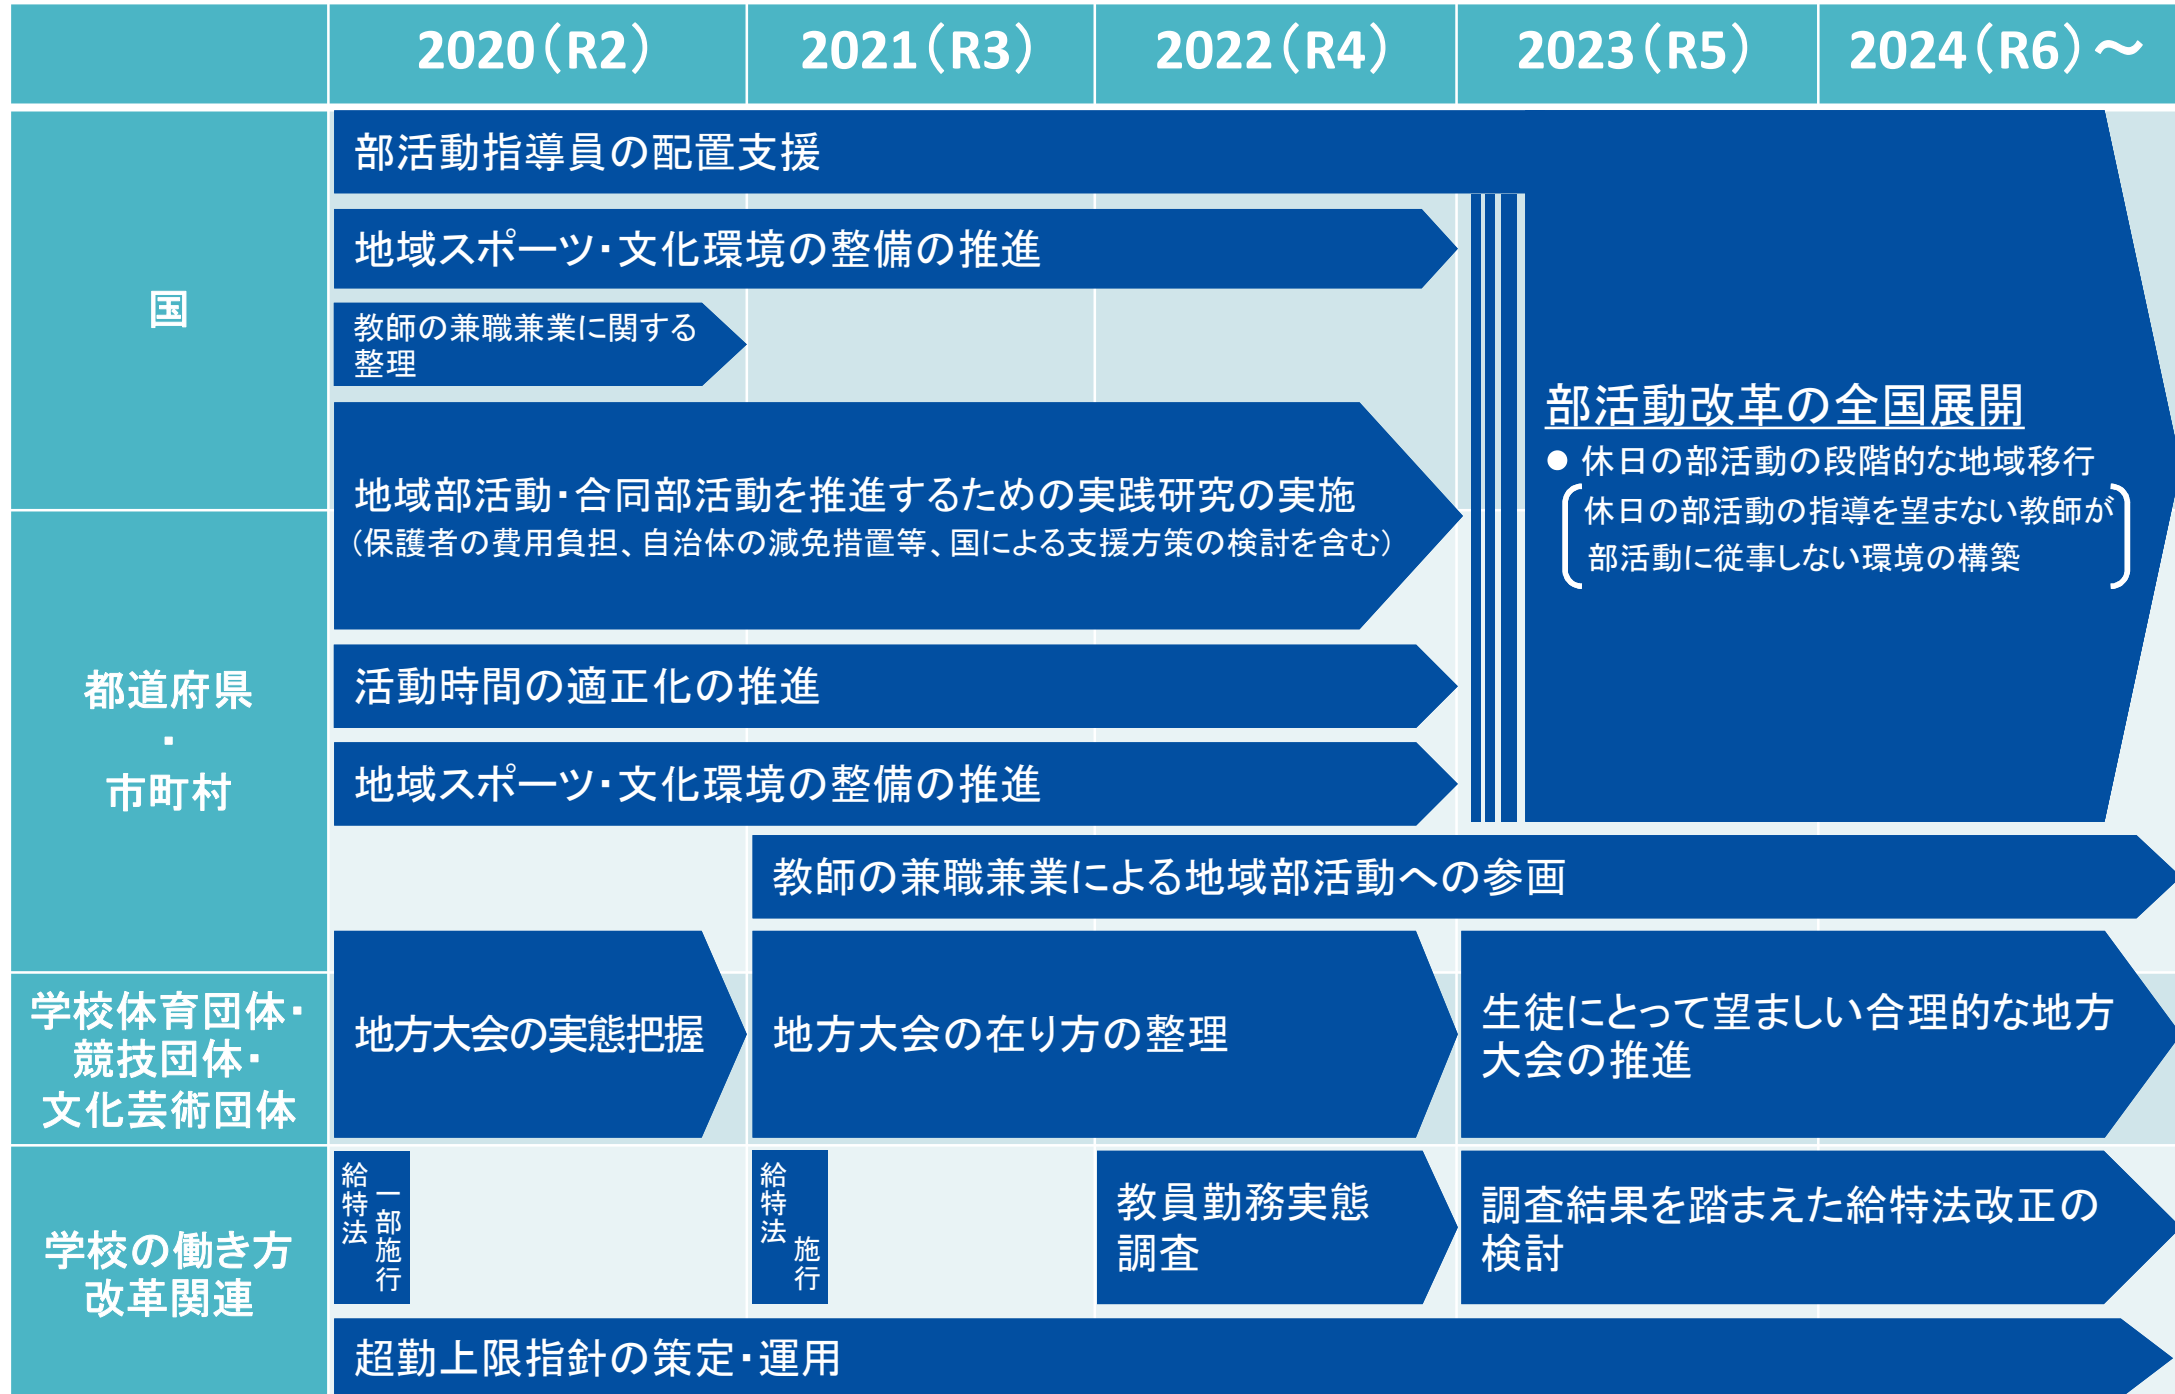 2020（R2）
2021（R3）
2022（R4）
2023（R5）
2024（R6）～
国
部活動指導員の配置支援
地域スポーツ・文化環境の整備の推進
教師の兼職兼業に関する
整理
地域部活動・合同部活動を推進するための実践研究の実施
（保護者の費用負担、自治体の減免措置等、国による支援方策の検討を含む）
部活動改革の全国展開
● 休日の部活動の段階的な地域移行
休日の部活動の指導を望まない教師が
部活動に従事しない環境の構築
都道府県
・
市町村
活動時間の適正化の推進
地域スポーツ・文化環境の整備の推進
教師の兼職兼業による地域部活動への参画
学校体育団体・
競技団体・
文化芸術団体
地方大会の実態把握
地方大会の在り方の整理
生徒にとって望ましい合理的な地方
大会の推進
学校の働き方
改革関連
給特法
一部施行
給特法
施行
教員勤務実態
調査
調査結果を踏まえた給特法改正の
検討
超勤上限指針の策定・運用